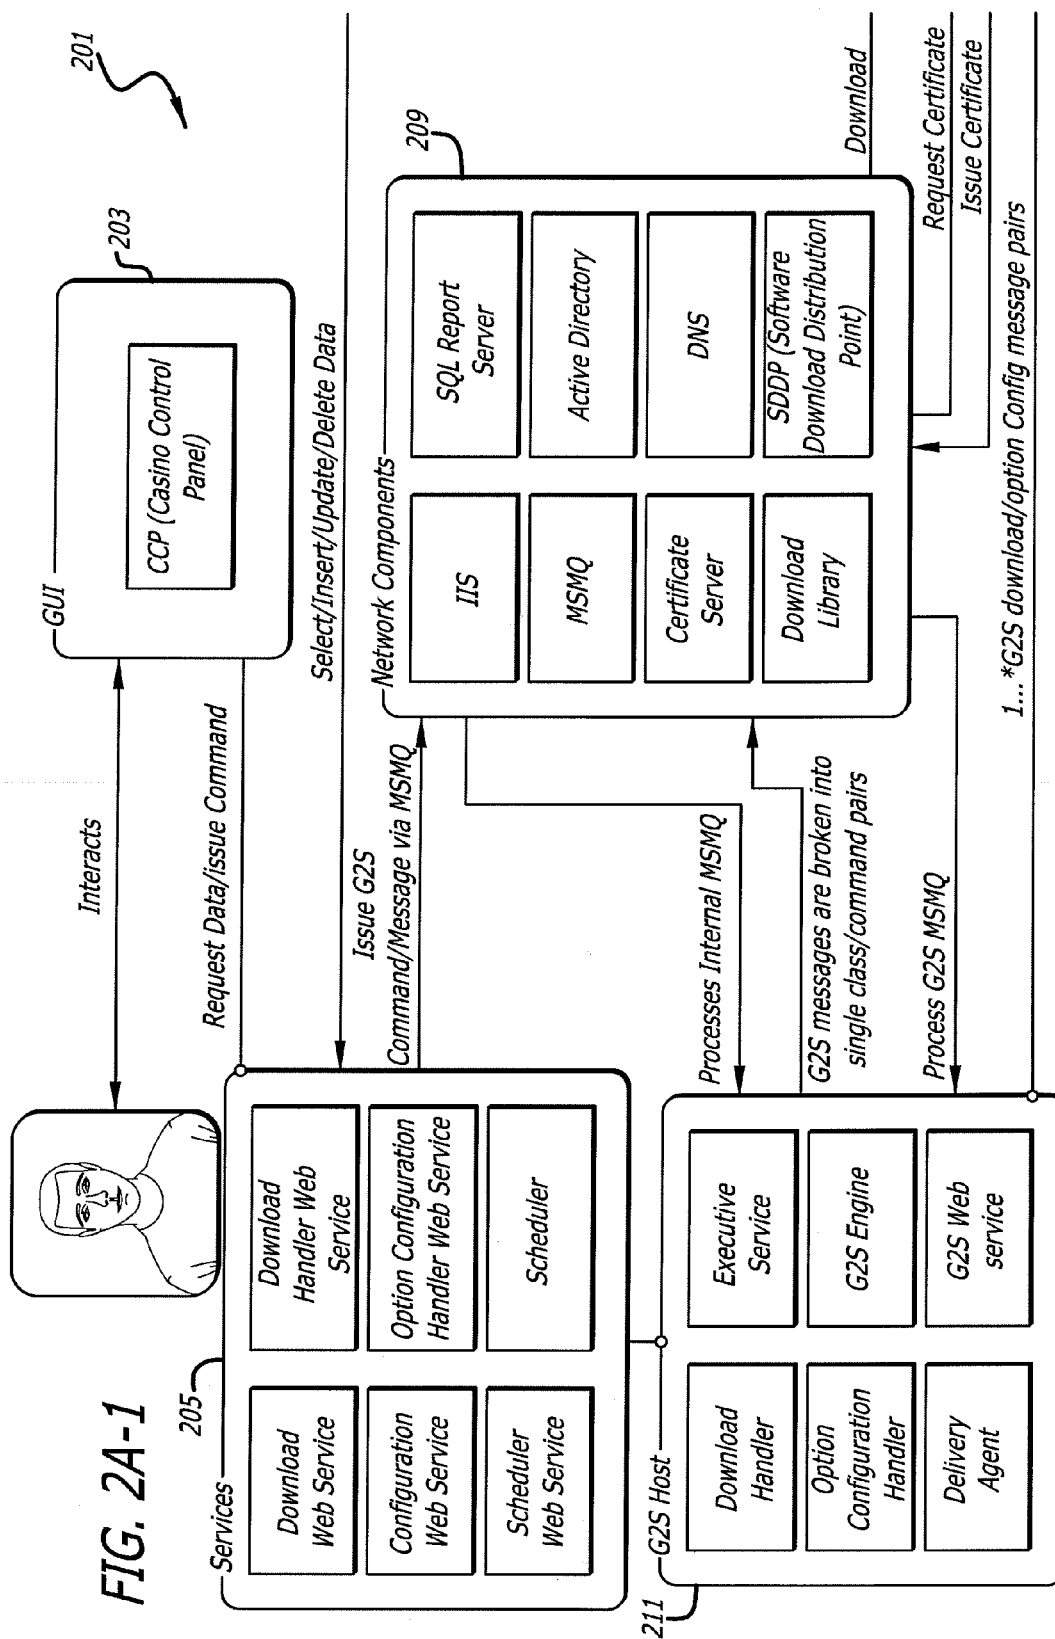 FIG. 2A-1
201
Interacts
GUI
203
CCP (Casino Control
Panel)
Request Data/issue Command
Select/Insert/Update/Delete Data
205
Services
Download
Web Service
Download
Handler Web
Service
Configuration
Web Service
Option Configuration
Handler Web Service
Scheduler
Web Service
Scheduler
Issue G2S
Command/Message via MSMQ
Network Components
209
IIS
SQL Report
Server
MSMQ
Active Directory
Certificate
Server
DNS
Download
Library
SDDP (Software
Download Distribution
Point)
Download
Request Certificate
Issue Certificate
Processes Internal MSMQ
G2S messages are broken into
single class/command pairs
Process G2S MSMQ
1... *G2S download/option Config message pairs
G2S Host
211
Download
Handler
Executive
Service
Option
Configuration
Handler
G2S Engine
Delivery
Agent
G2S Web
service